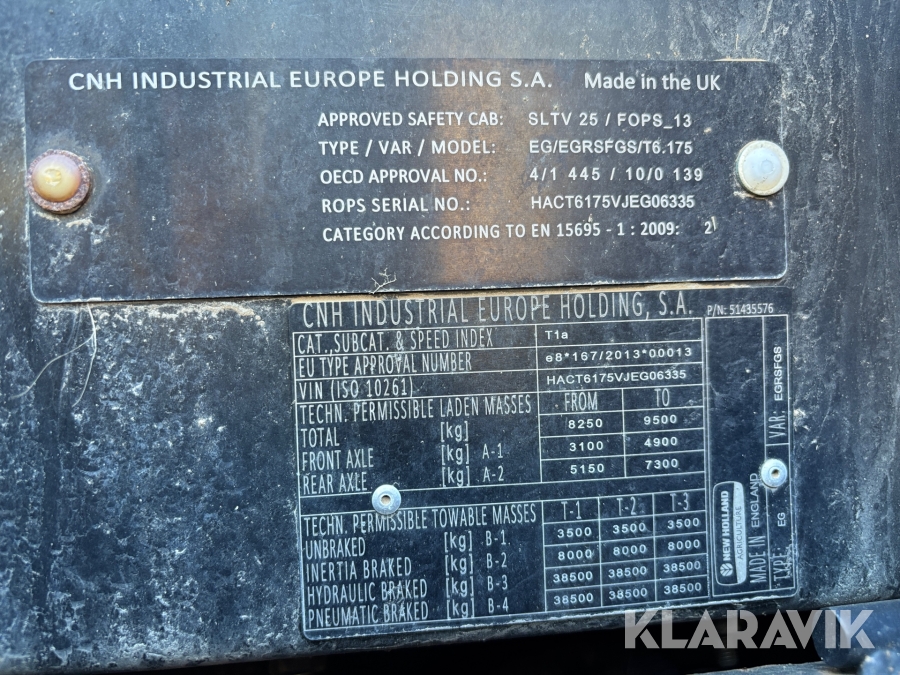 CNH INDUSTRIAL EUROPE HOLDING S.A. Made in the UK
APPROVED SAFETY CAB: SLTV 25 / FOPS_13
TYPE / VAR / MODEL: EG/EGRSFGS/T6.175
OECD APPROVAL NO.: 4/1 445 / 10/0 139
ROPS SERIAL NO.: HACT6175VJEG06335
CATEGORY ACCORDING TO EN 15695 - 1 : 2009: 2
CNH INDUSTRIAL EUROPE HOLDING, S.A. P/N: 51435576
CAT., SUBCAT. & SPEED INDEX T1a
EU TYPE APPROVAL NUMBER e8*167/2013*00013
VIN (ISO 10261) HACT6175VJEG06335
TECHN. PERMISSIBLE LADEN MASSES FROM TO
TOTAL [kg] 8250 9500
FRONT AXLE [kg] A-1 3100 4900
REAR AXLE [kg] A-2 5150 7300
TECHN. PERMISSIBLE TOWABLE MASSES T-1 T-2 T-3
UNBRAKED [kg] B-1 3500 3500 3500
INERTIA BRAKED [kg] B-2 8000 8000 8000
HYDRAULIC BRAKED [kg] B-3 38500 38500 38500
PNEUMATIC BRAKED [kg] B-4 38500 38500 38500
NEW HOLLAND
AGRICULTURE
MADE IN ENGLAND
TYPE: EG VAR: EGRSFGS
KLARAVIK